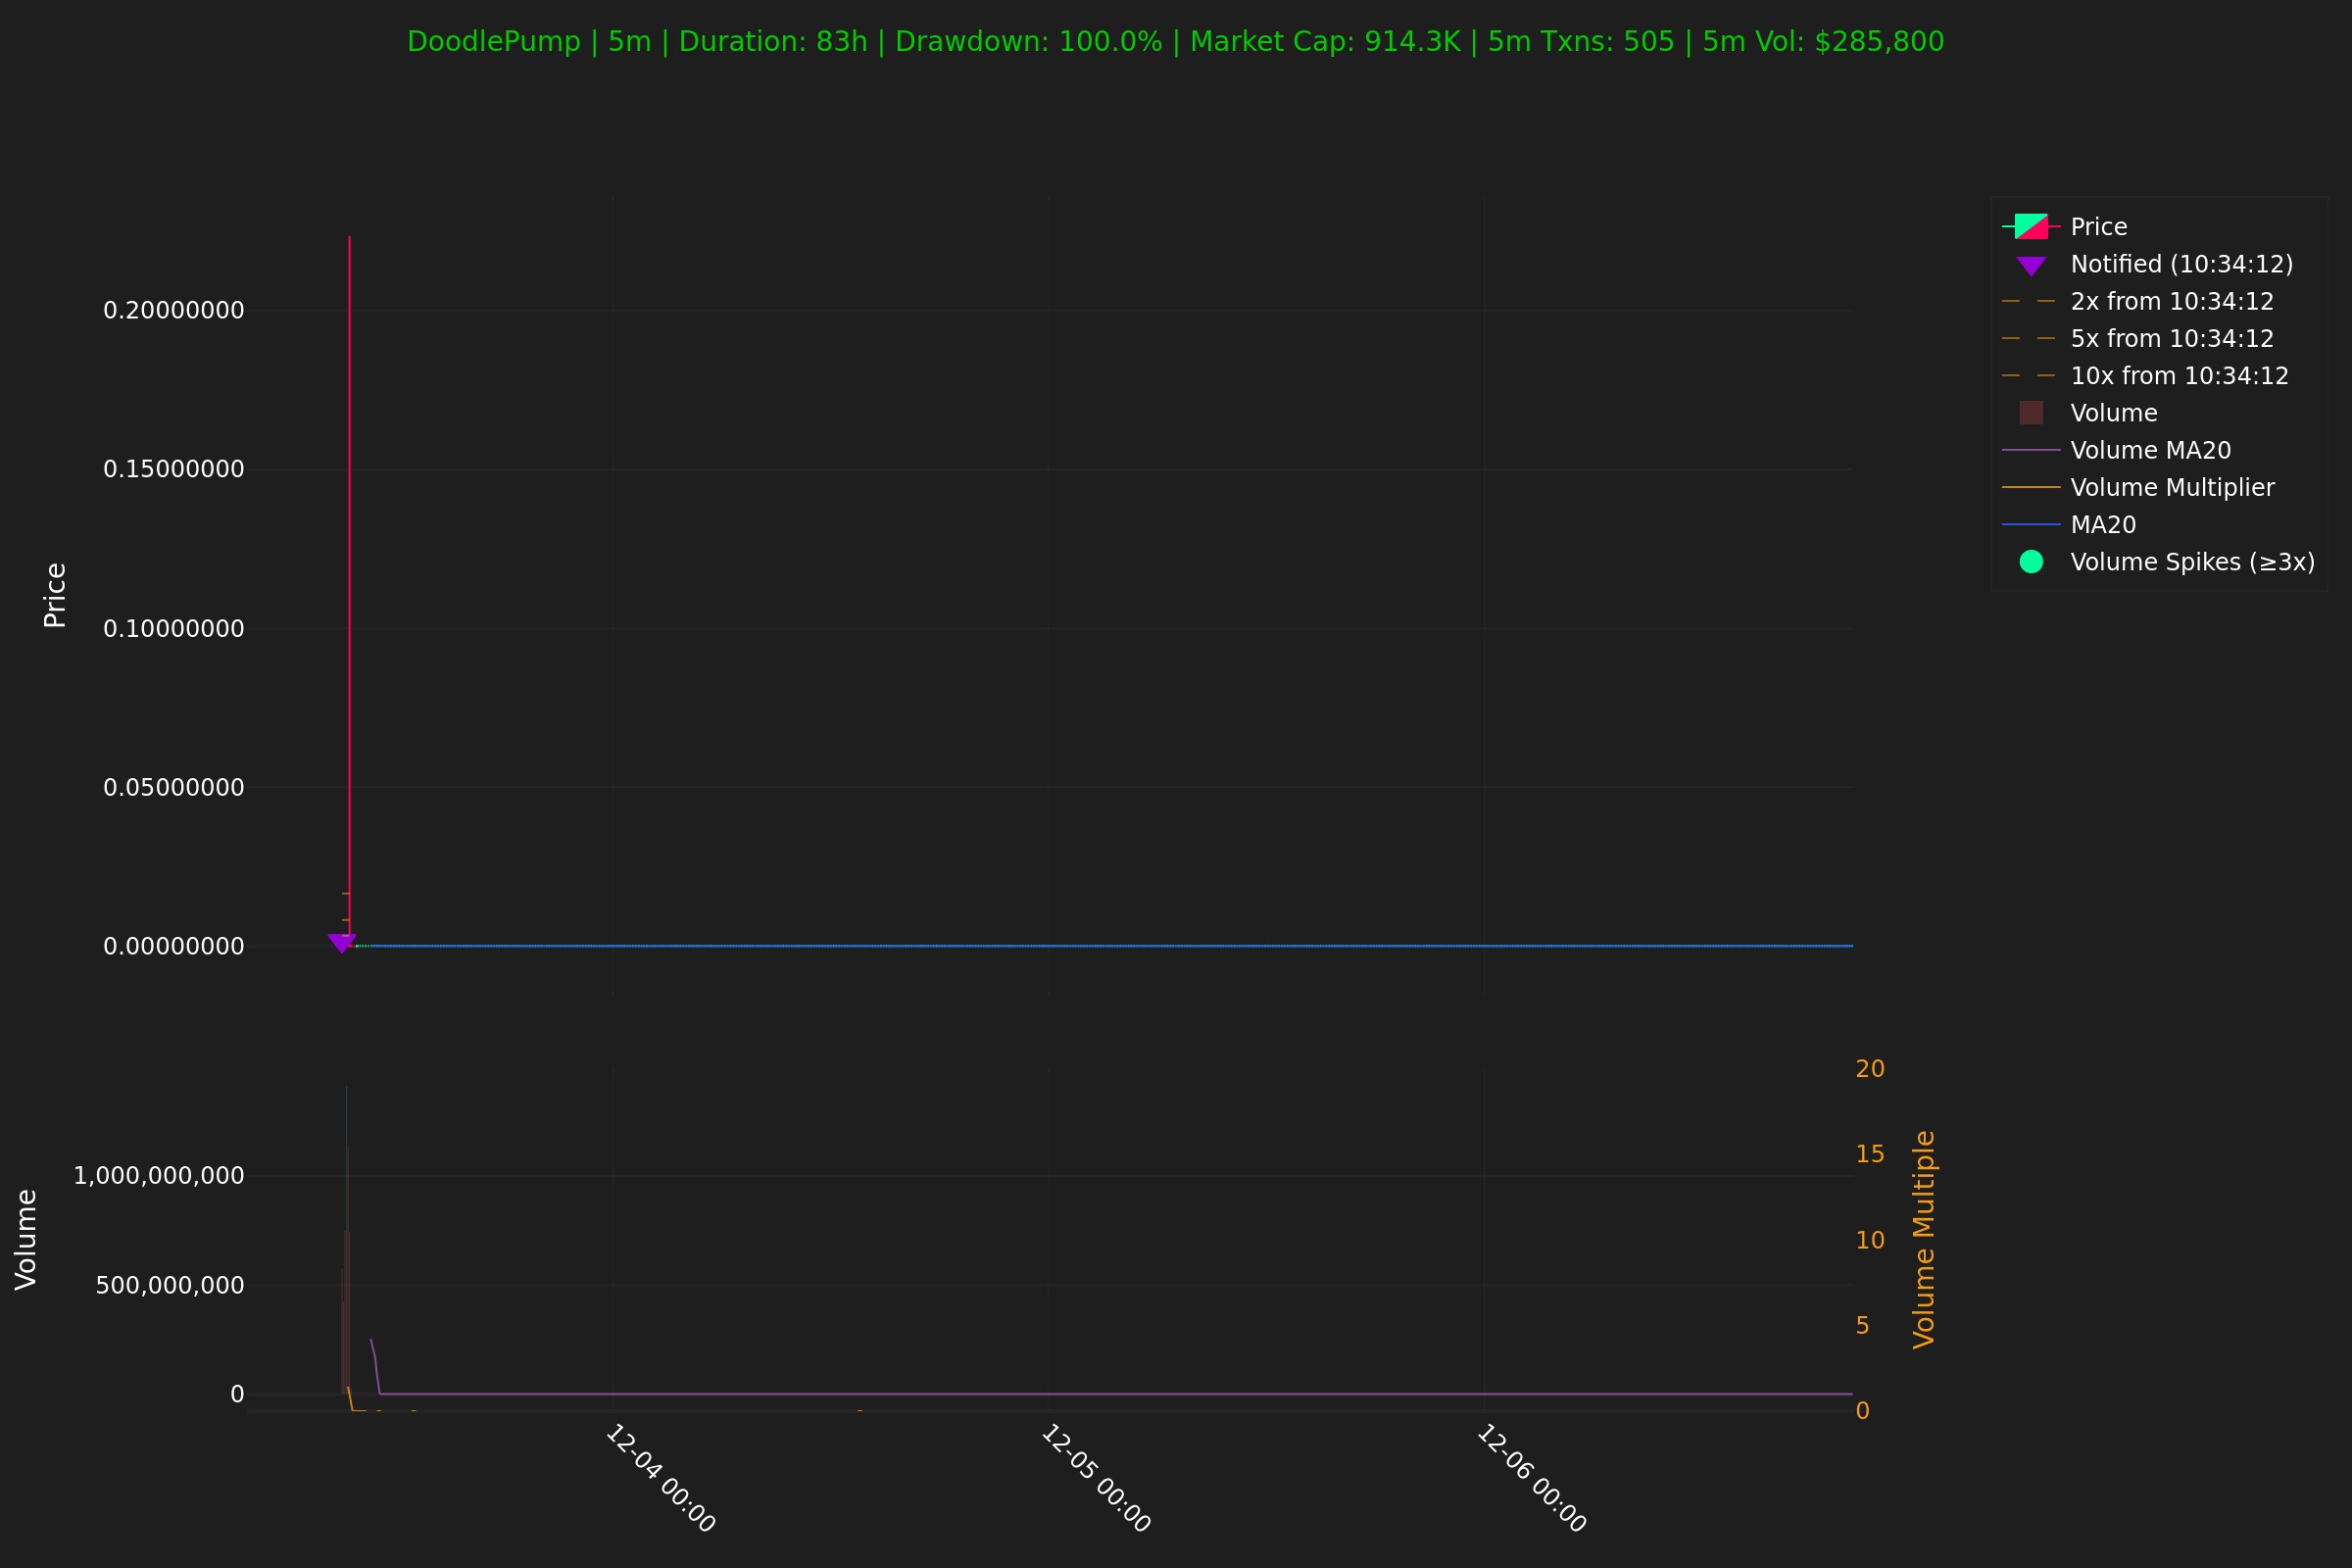 DoodlePump | 5m | Duration: 83h | Drawdown: 100.0% | Market Cap: 914.3K | 5m Txns: 505 | 5m Vol: $285,800
Price
0.20000000
0.15000000
0.10000000
0.05000000
0.00000000
Price
Notified (10:34:12)
2x from 10:34:12
5x from 10:34:12
10x from 10:34:12
Volume
Volume MA20
Volume Multiplier
MA20
Volume Spikes (≥3x)
Volume
1,000,000,000
500,000,000
0
20
15
10
5
0
Volume Multiple
12-04 00:00
12-05 00:00
12-06 00:00